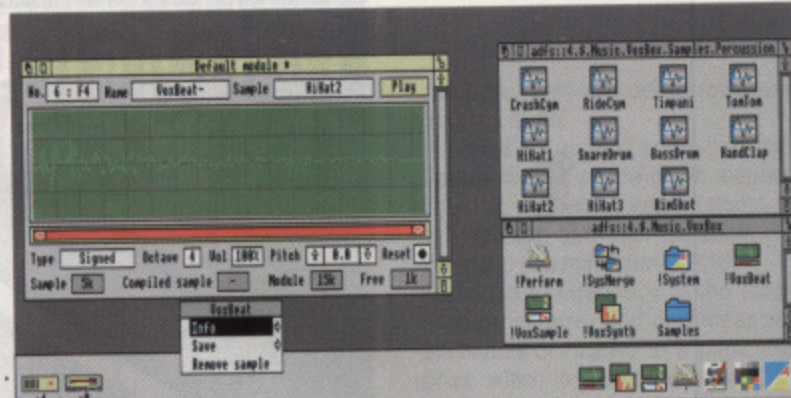 Default module *
No. 6 : F4 Name VoxBeat- Sample HiHat2 Play
Type Signed Octave 4 Vol 100% Pitch 0.0 Reset
Sample 5k Compiled sample - Module 15k Free 1k
VoxBeat
Info
Save
Remove sample
adfs::4.$.Music.VoxBox.Samples.Percussion
CrashCym RideCym Timpani TomTom
HiHat1 SnareDrum BassDrum HandClap
HiHat2 HiHat3 RimShot
adfs::4.$.Music.VoxBox
!Perform !SysMerge !System !VoxBeat
!VoxSample !VoxSynth Samples